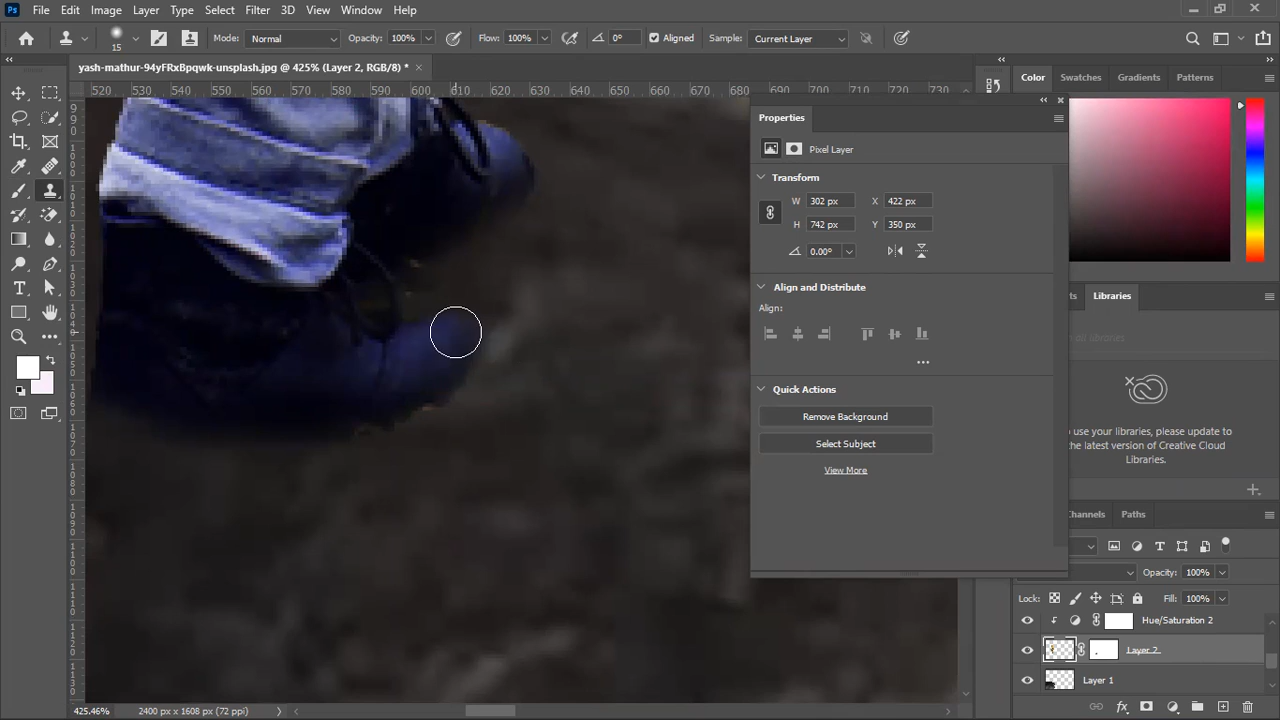 Ps File Edit Image Layer Type Select Filter 3D View Window Help
15 Mode: Normal Opacity: 100% Flow: 100% 0° Aligned Sample: Current Layer
yash-mathur-94yFRxBpqwk-unsplash.jpg @ 425% (Layer 2, RGB/8) *
520 530 540 550 560 570 580 590 600 610 620 630 640 650 660 670 680 690 700 710 720 730
Color Swatches Gradients Patterns
Properties
Pixel Layer
Transform
W 302 px X 422 px
H 742 px Y 350 px
0.00°
Align and Distribute
Align:
Quick Actions
Remove Background
Select Subject
View More
ts Libraries
u use your libraries, please update to
the latest version of Creative Cloud
Libraries.
Channels Paths
Opacity: 100%
Lock: Fill: 100%
Hue/Saturation 2
Layer 2
Layer 1
425.46% 2400 px x 1608 px (72 ppi)